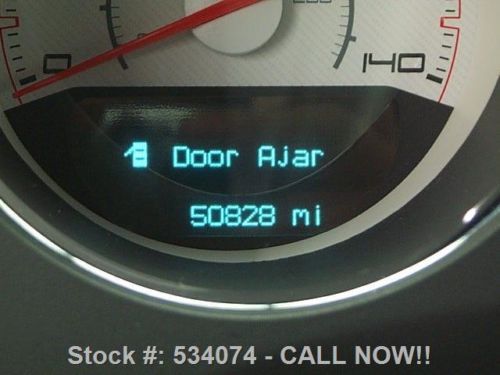 0 140
Door Ajar
50828 mi
Stock #: 534074 - CALL NOW!!